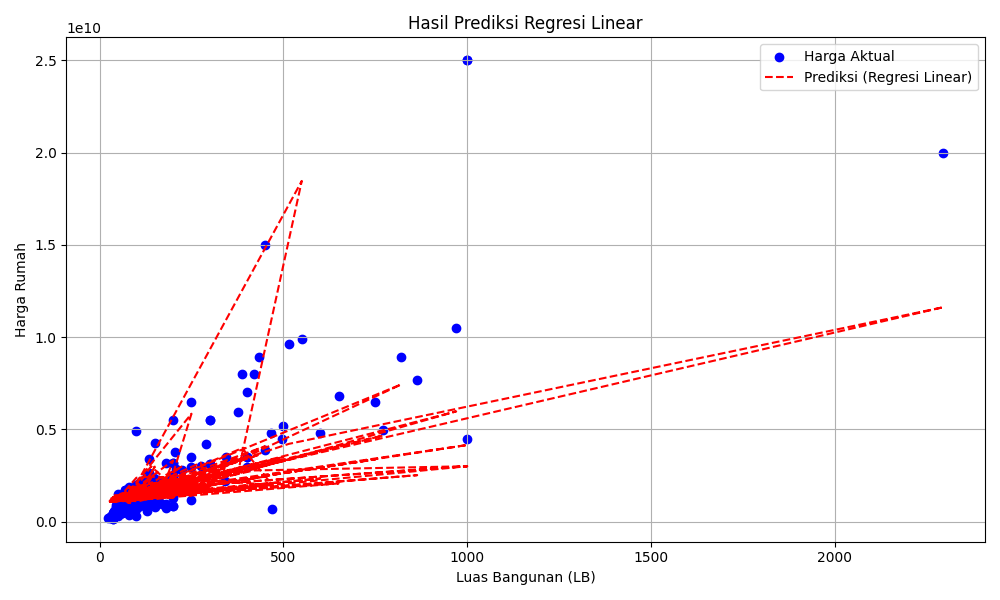 Hasil Prediksi Regresi Linear
1e10
Harga Aktual
Prediksi (Regresi Linear)
2.5
2.0
1.5
1.0
0.5
0.0
Harga Rumah
0 500 1000 1500 2000
Luas Bangunan (LB)